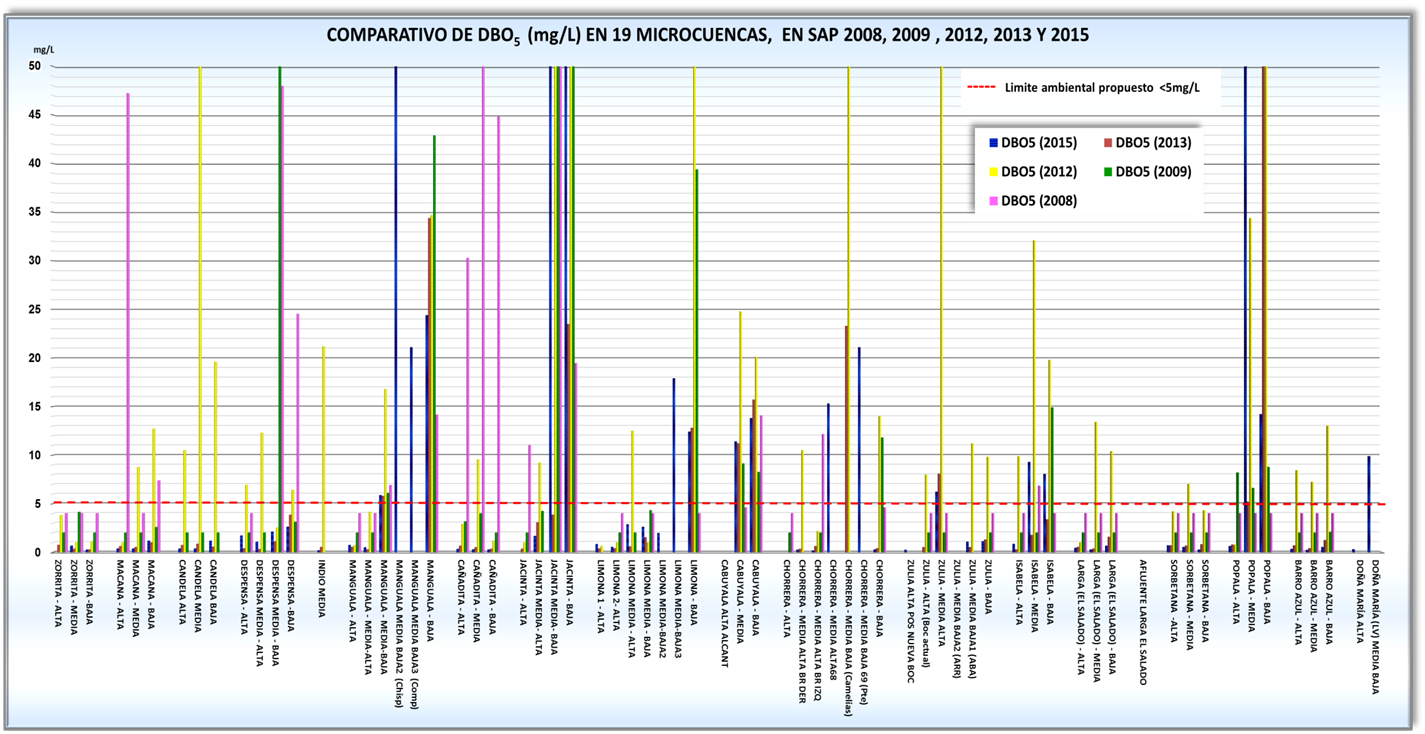 COMPARATIVO DE DBO5 (mg/L) EN 19 MICROCUENCAS, EN SAP 2008, 2009 , 2012, 2013 Y 2015
mg/L
50
45
40
35
30
25
20
15
10
5
0
Limite ambiental propuesto <5mg/L
DBO5 (2015)
DBO5 (2013)
DBO5 (2012)
DBO5 (2009)
DBO5 (2008)
ZORRITA - ALTA
ZORRITA - MEDIA
ZORRITA -BAJA
MACANA - ALTA
MACANA - MEDIA
MACANA - BAJA
CANDELA ALTA
CANDELA MEDIA
CANDELA BAJA
DESPENSA - ALTA
DESPENSA MEDIA - ALTA
DESPENSA MEDIA - BAJA
DESPENSA -BAJA
INDIO MEDIA
MANGUALA - ALTA
MANGUALA - MEDIA-ALTA
MANGUALA - MEDIA-BAJA
MANGUALA MEDIA BAJA2 (Chisp)
MANGUALA MEDIA BAJA3 (Comp)
MANGUALA - BAJA
CAÑADITA - ALTA
CAÑADITA - MEDIA
CAÑADITA - BAJA
JACINTA - ALTA
JACINTA MEDIA- ALTA
JACINTA MEDIA - BAJA
JACINTA - BAJA
LIMONA 1 - ALTA
LIMONA 2- ALTA
LIMONA MEDIA - ALTA
LIMONA MEDIA - BAJA
LIMONA MEDIA-BAJA2
LIMONA MEDIA-BAJA3
LIMONA - BAJA
CABUYALA ALTA ALCANT
CABUYALA - MEDIA
CABUYALA - BAJA
CHORRERA - ALTA
CHORRERA - MEDIA ALTA BR DER
CHORRERA - MEDIA ALTA BR IZQ
CHORRERA - MEDIA ALTA68
CHORRERA MEDIA BAJA (Camelias)
CHORRERA MEDIA BAJA 69 (Pte)
CHORRERA - BAJA
ZULIA ALTA POS NUEVA BOC
ZULIA - ALTA (Boc actual)
ZULIA - MEDIA ALTA
ZULIA - MEDIA BAJA2 (ARR)
ZULIA - MEDIA BAJA1 (ABA)
ZULIA - BAJA
ISABELA - ALTA
ISABELA - MEDIA
ISABELA - BAJA
LARGA (EL SALADO) - ALTA
LARGA (EL SALADO) - MEDIA
LARGA (EL SALADO) - BAJA
AFLUENTE LARGA EL SALADO
SORBETANA -ALTA
SORBETANA - MEDIA
SORBETANA - BAJA
POPALA - ALTA
POPALA - MEDIA
POPALA - BAJA
BARRO AZUL - ALTA
BARRO AZUL - MEDIA
BARRO AZUL - BAJA
DOÑA MARÍA ALTA
DOÑA MARÍA (LV) MEDIA BAJA